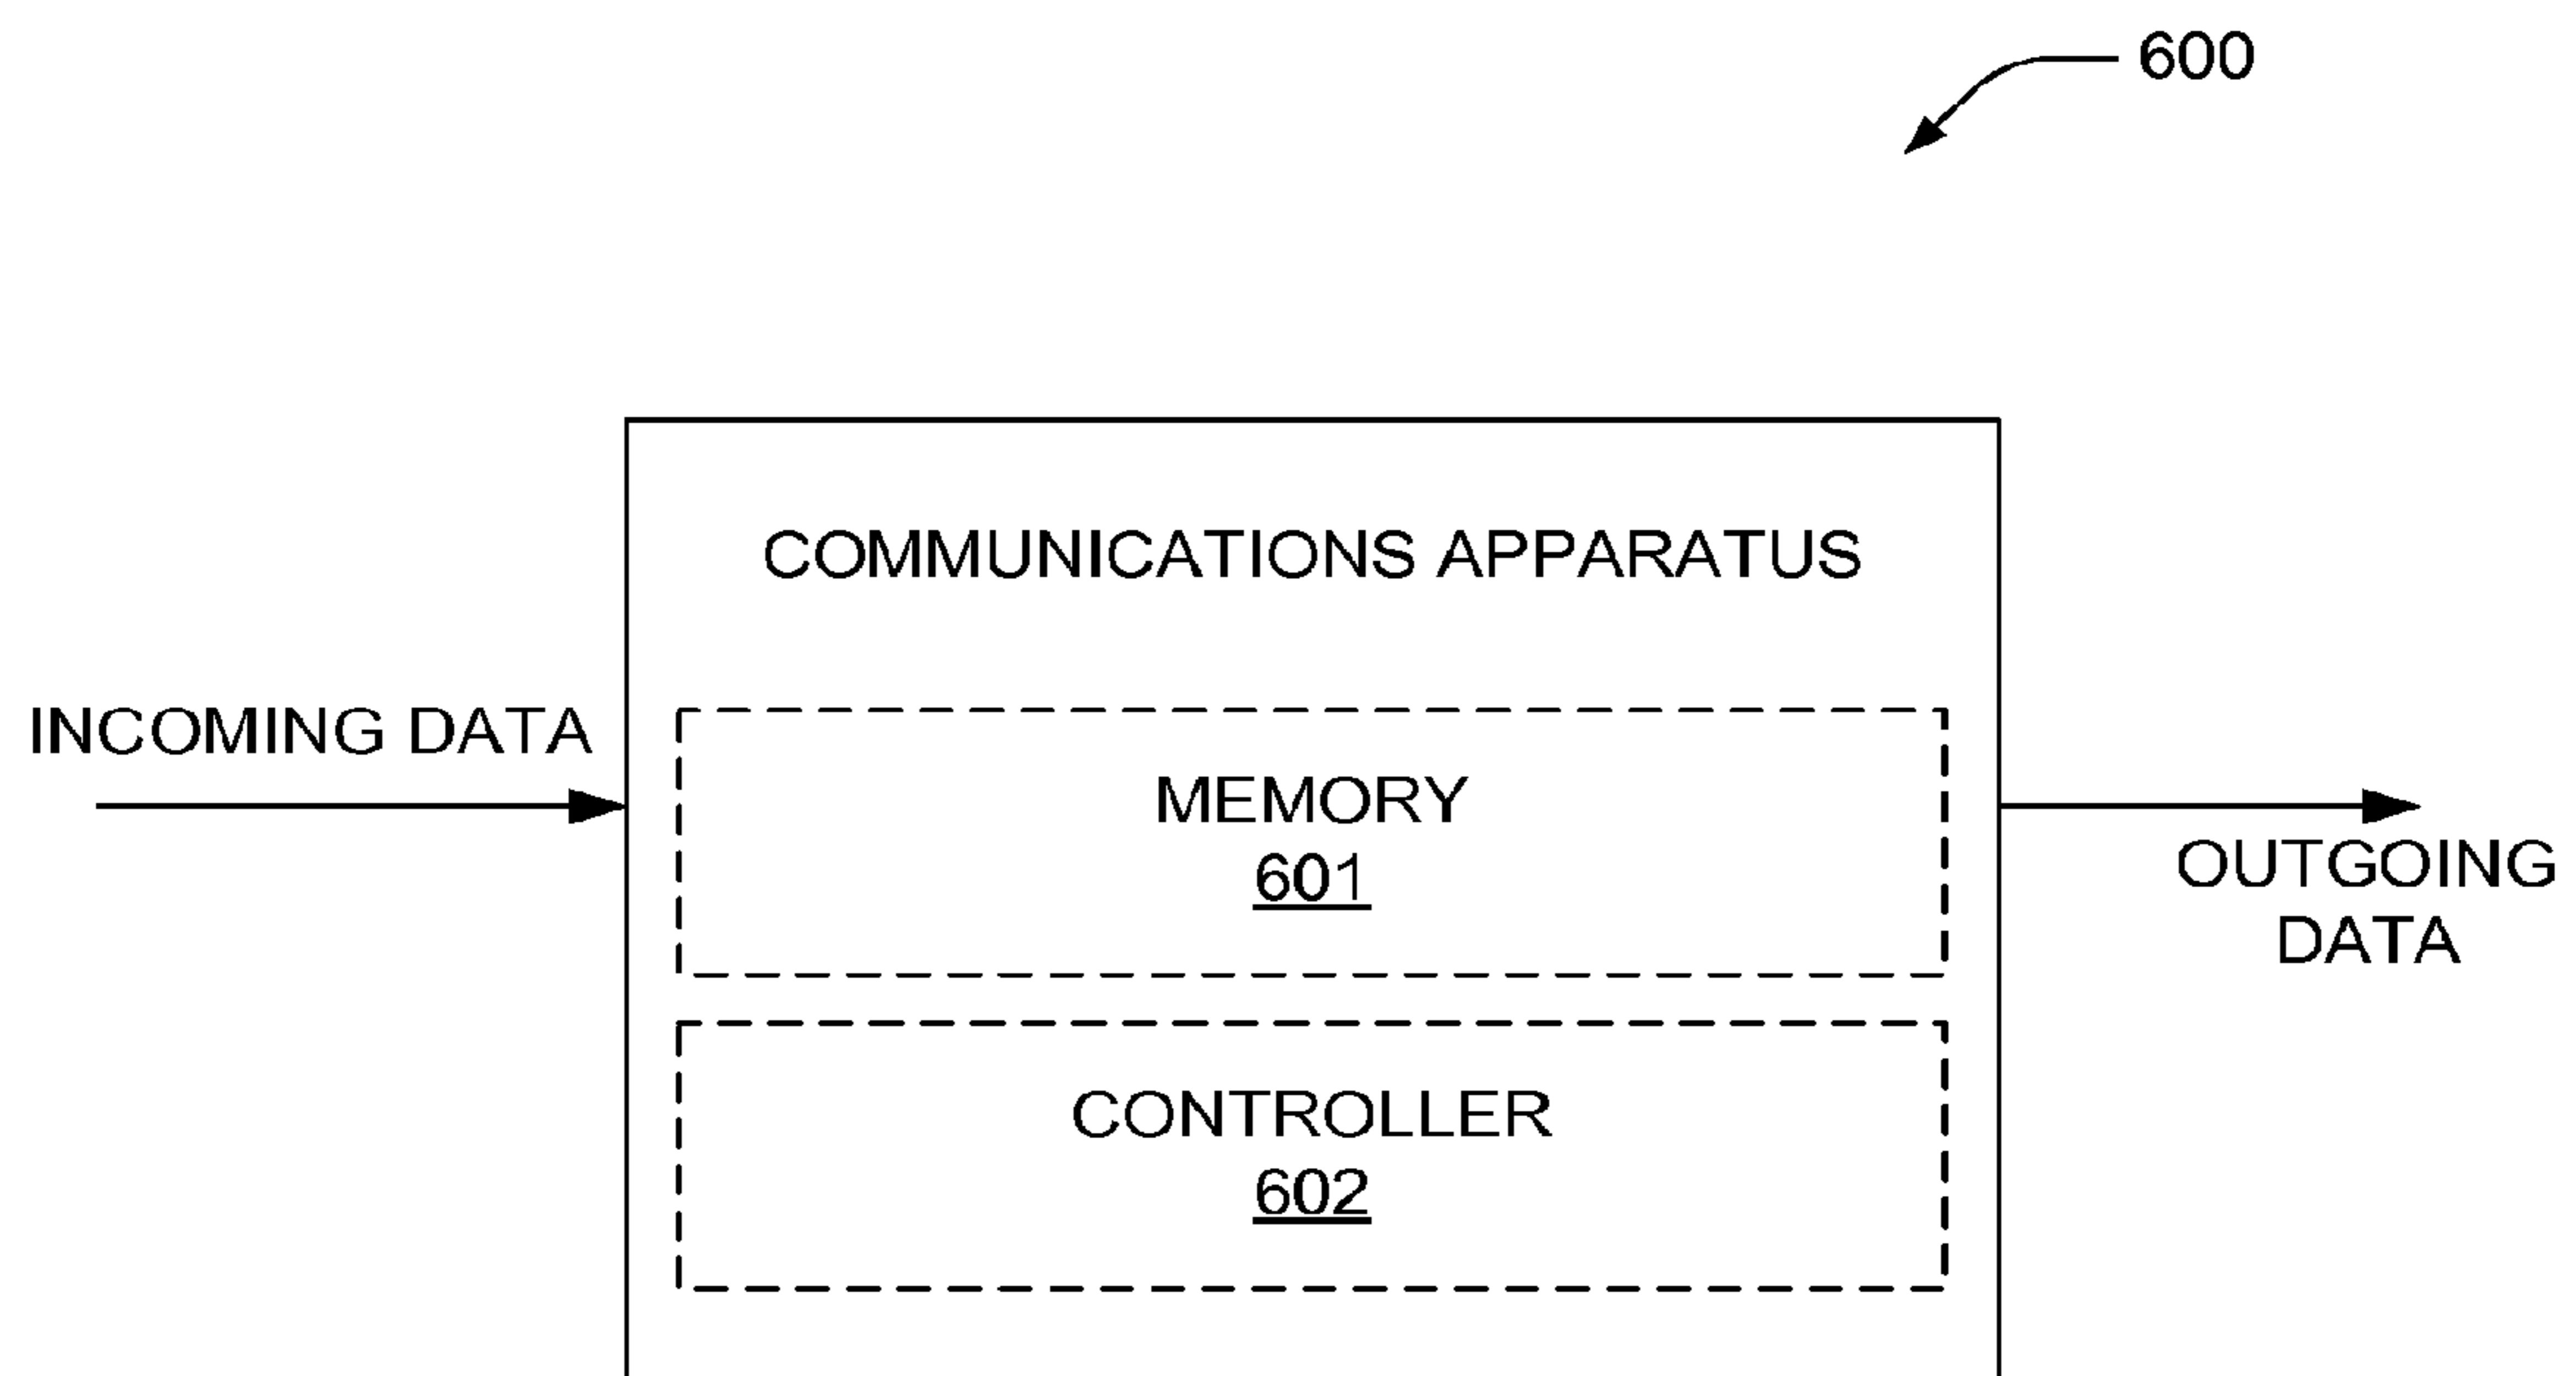 600
COMMUNICATIONS APPARATUS
INCOMING DATA
MEMORY
601
OUTGOING
DATA
CONTROLLER
602